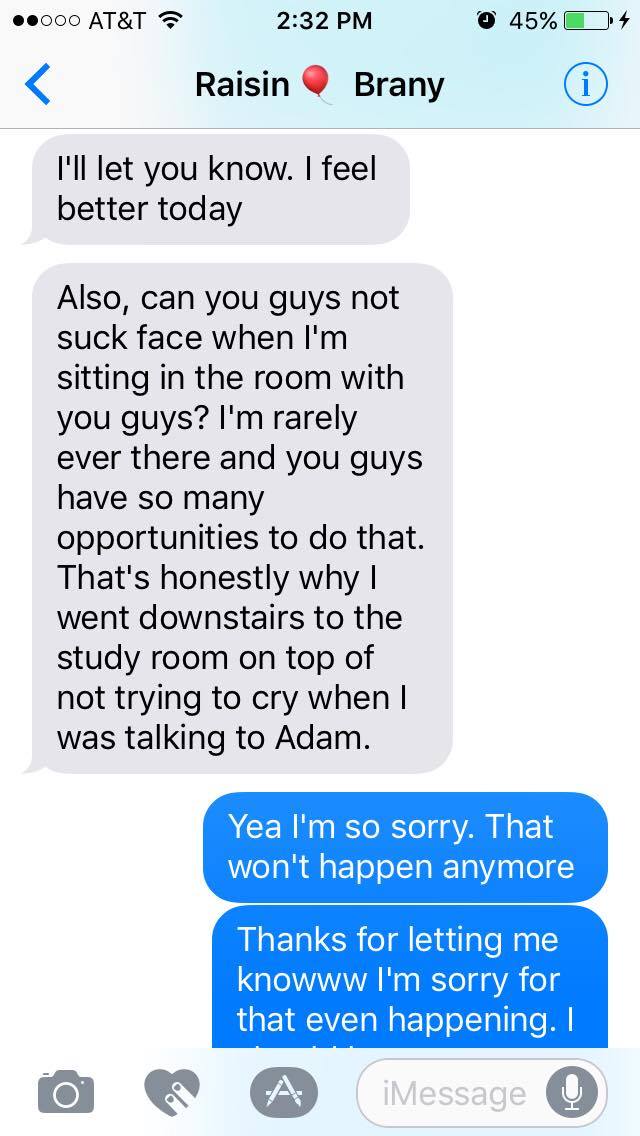 AT&T 2:32 PM 45%
Raisin🎈 Brany
I'll let you know. I feel
better today
Also, can you guys not
suck face when I'm
sitting in the room with
you guys? I'm rarely
ever there and you guys
have so many
opportunities to do that.
That's honestly why I
went downstairs to the
study room on top of
not trying to cry when I
was talking to Adam.
Yea I'm so sorry. That
won't happen anymore
Thanks for letting me
knowww I'm sorry for
that even happening. I
iMessage